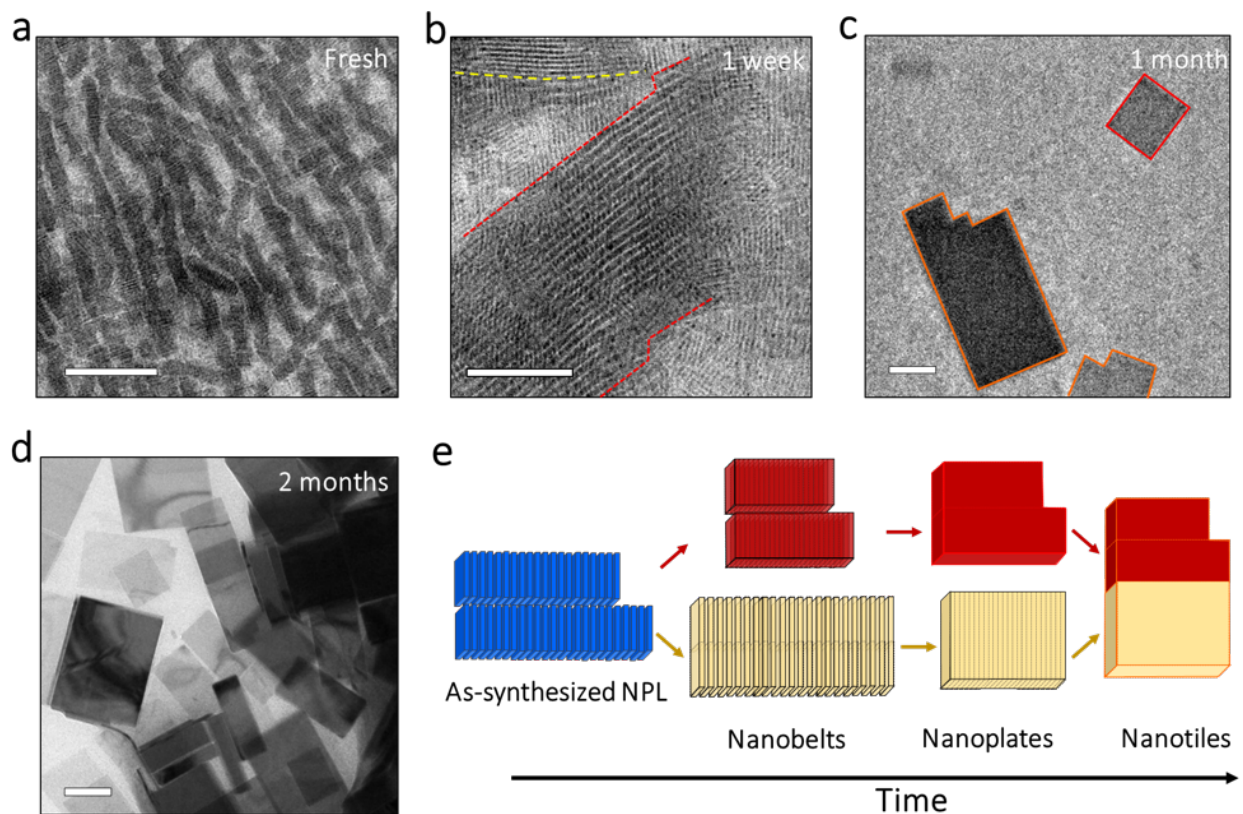 a
Fresh
b
1 week
c
1 month
d
2 months
e
As-synthesized NPL
Nanobelts
Nanoplates
Nanotiles
Time